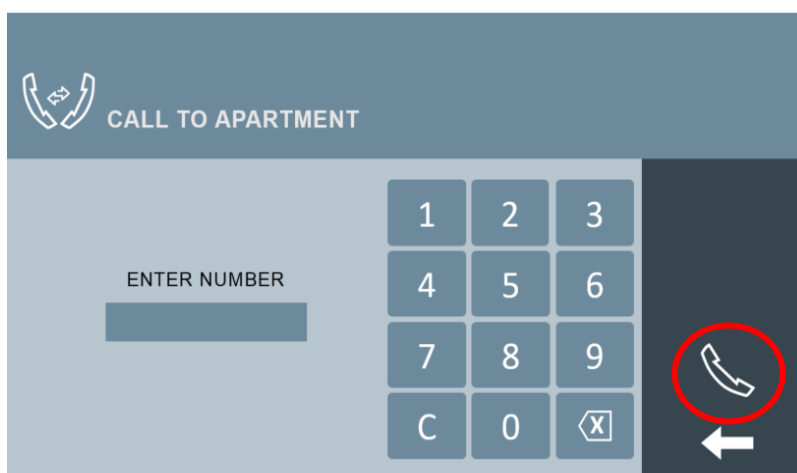 CALL TO APARTMENT
ENTER NUMBER
1 2 3
4 5 6
7 8 9
C 0 X